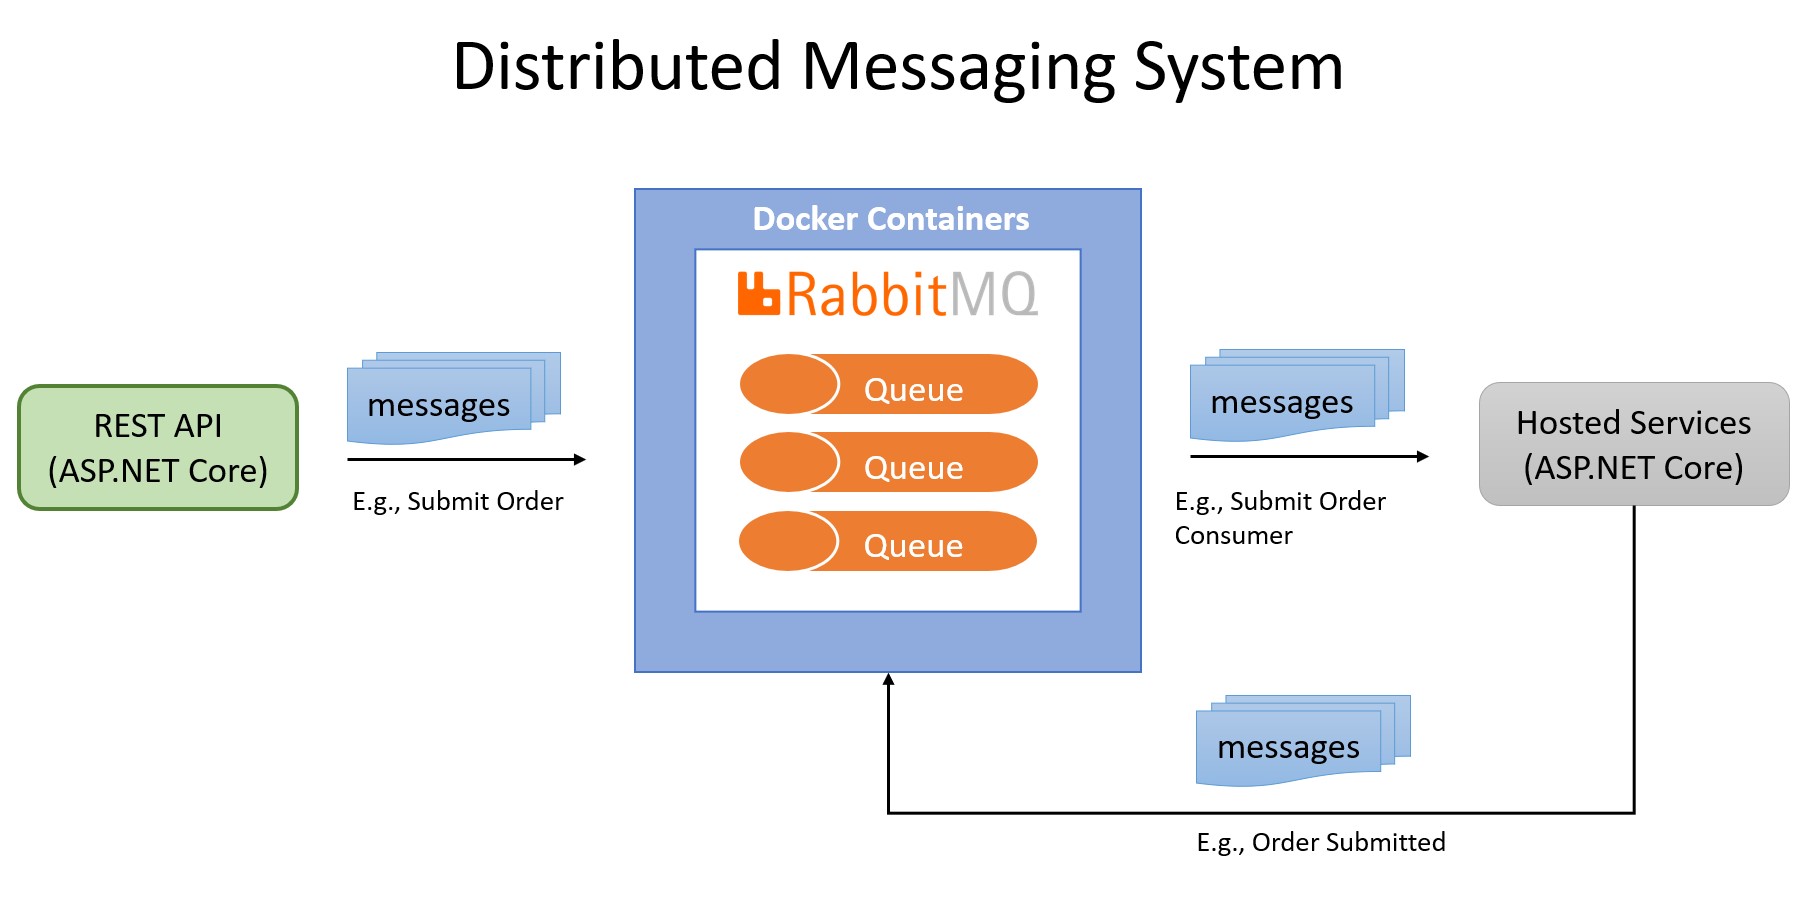 Distributed Messaging System
Docker Containers
RabbitMQ
messages
Queue
messages
REST API
(ASP.NET Core)
Hosted Services
(ASP.NET Core)
Queue
E.g., Submit Order
E.g., Submit Order
Consumer
Queue
messages
E.g., Order Submitted